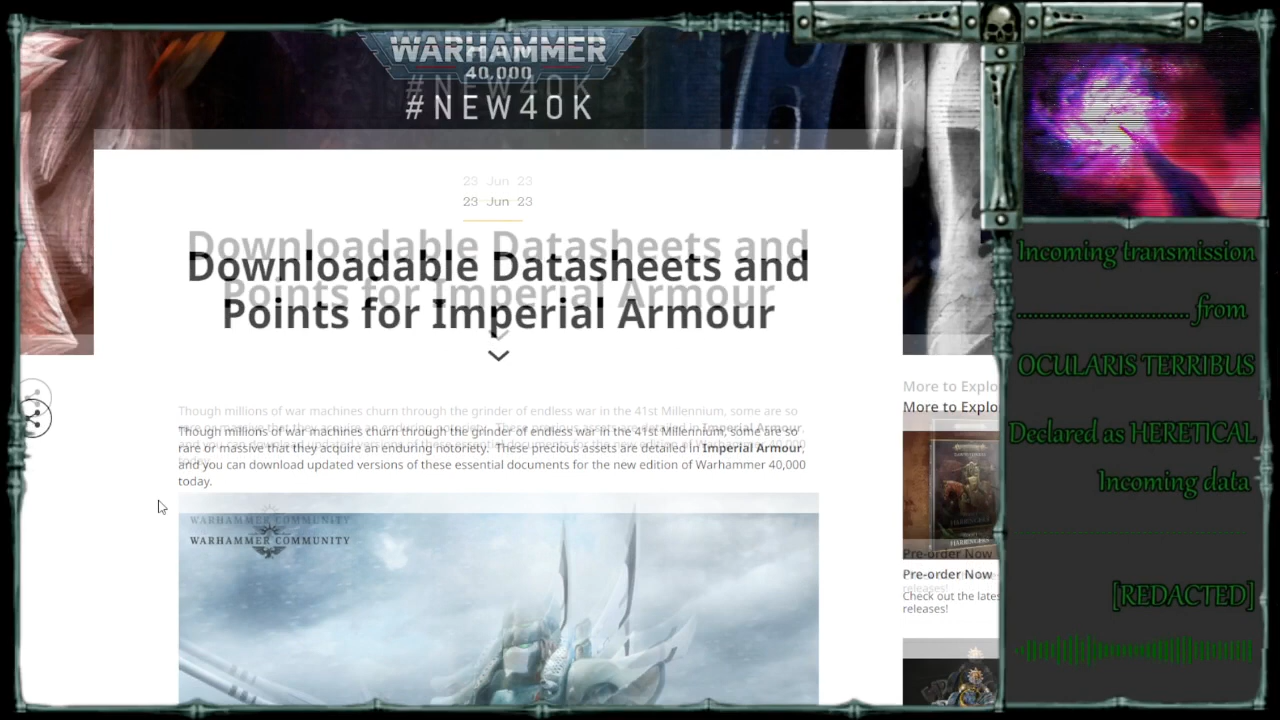 WARHAMMER
40,000
#NEW40K
23 Jun 23
Downloadable Datasheets and
Points for Imperial Armour
Though millions of war machines churn through the grinder of endless war in the 41st Millennium, some are so
rare or massive that they acquire an enduring notoriety. These precious assets are detailed in Imperial Armour,
and you can download updated versions of these essential documents for the new edition of Warhammer 40,000
today.
WARHAMMER COMMUNITY
More to Explo
HARBINGERS
Pre-order Now
Check out the lates
releases!
Incoming transmission
.................................. from
OCULARIS TERRIBUS
Declared as HERETICAL
Incoming data
[REDACTED]